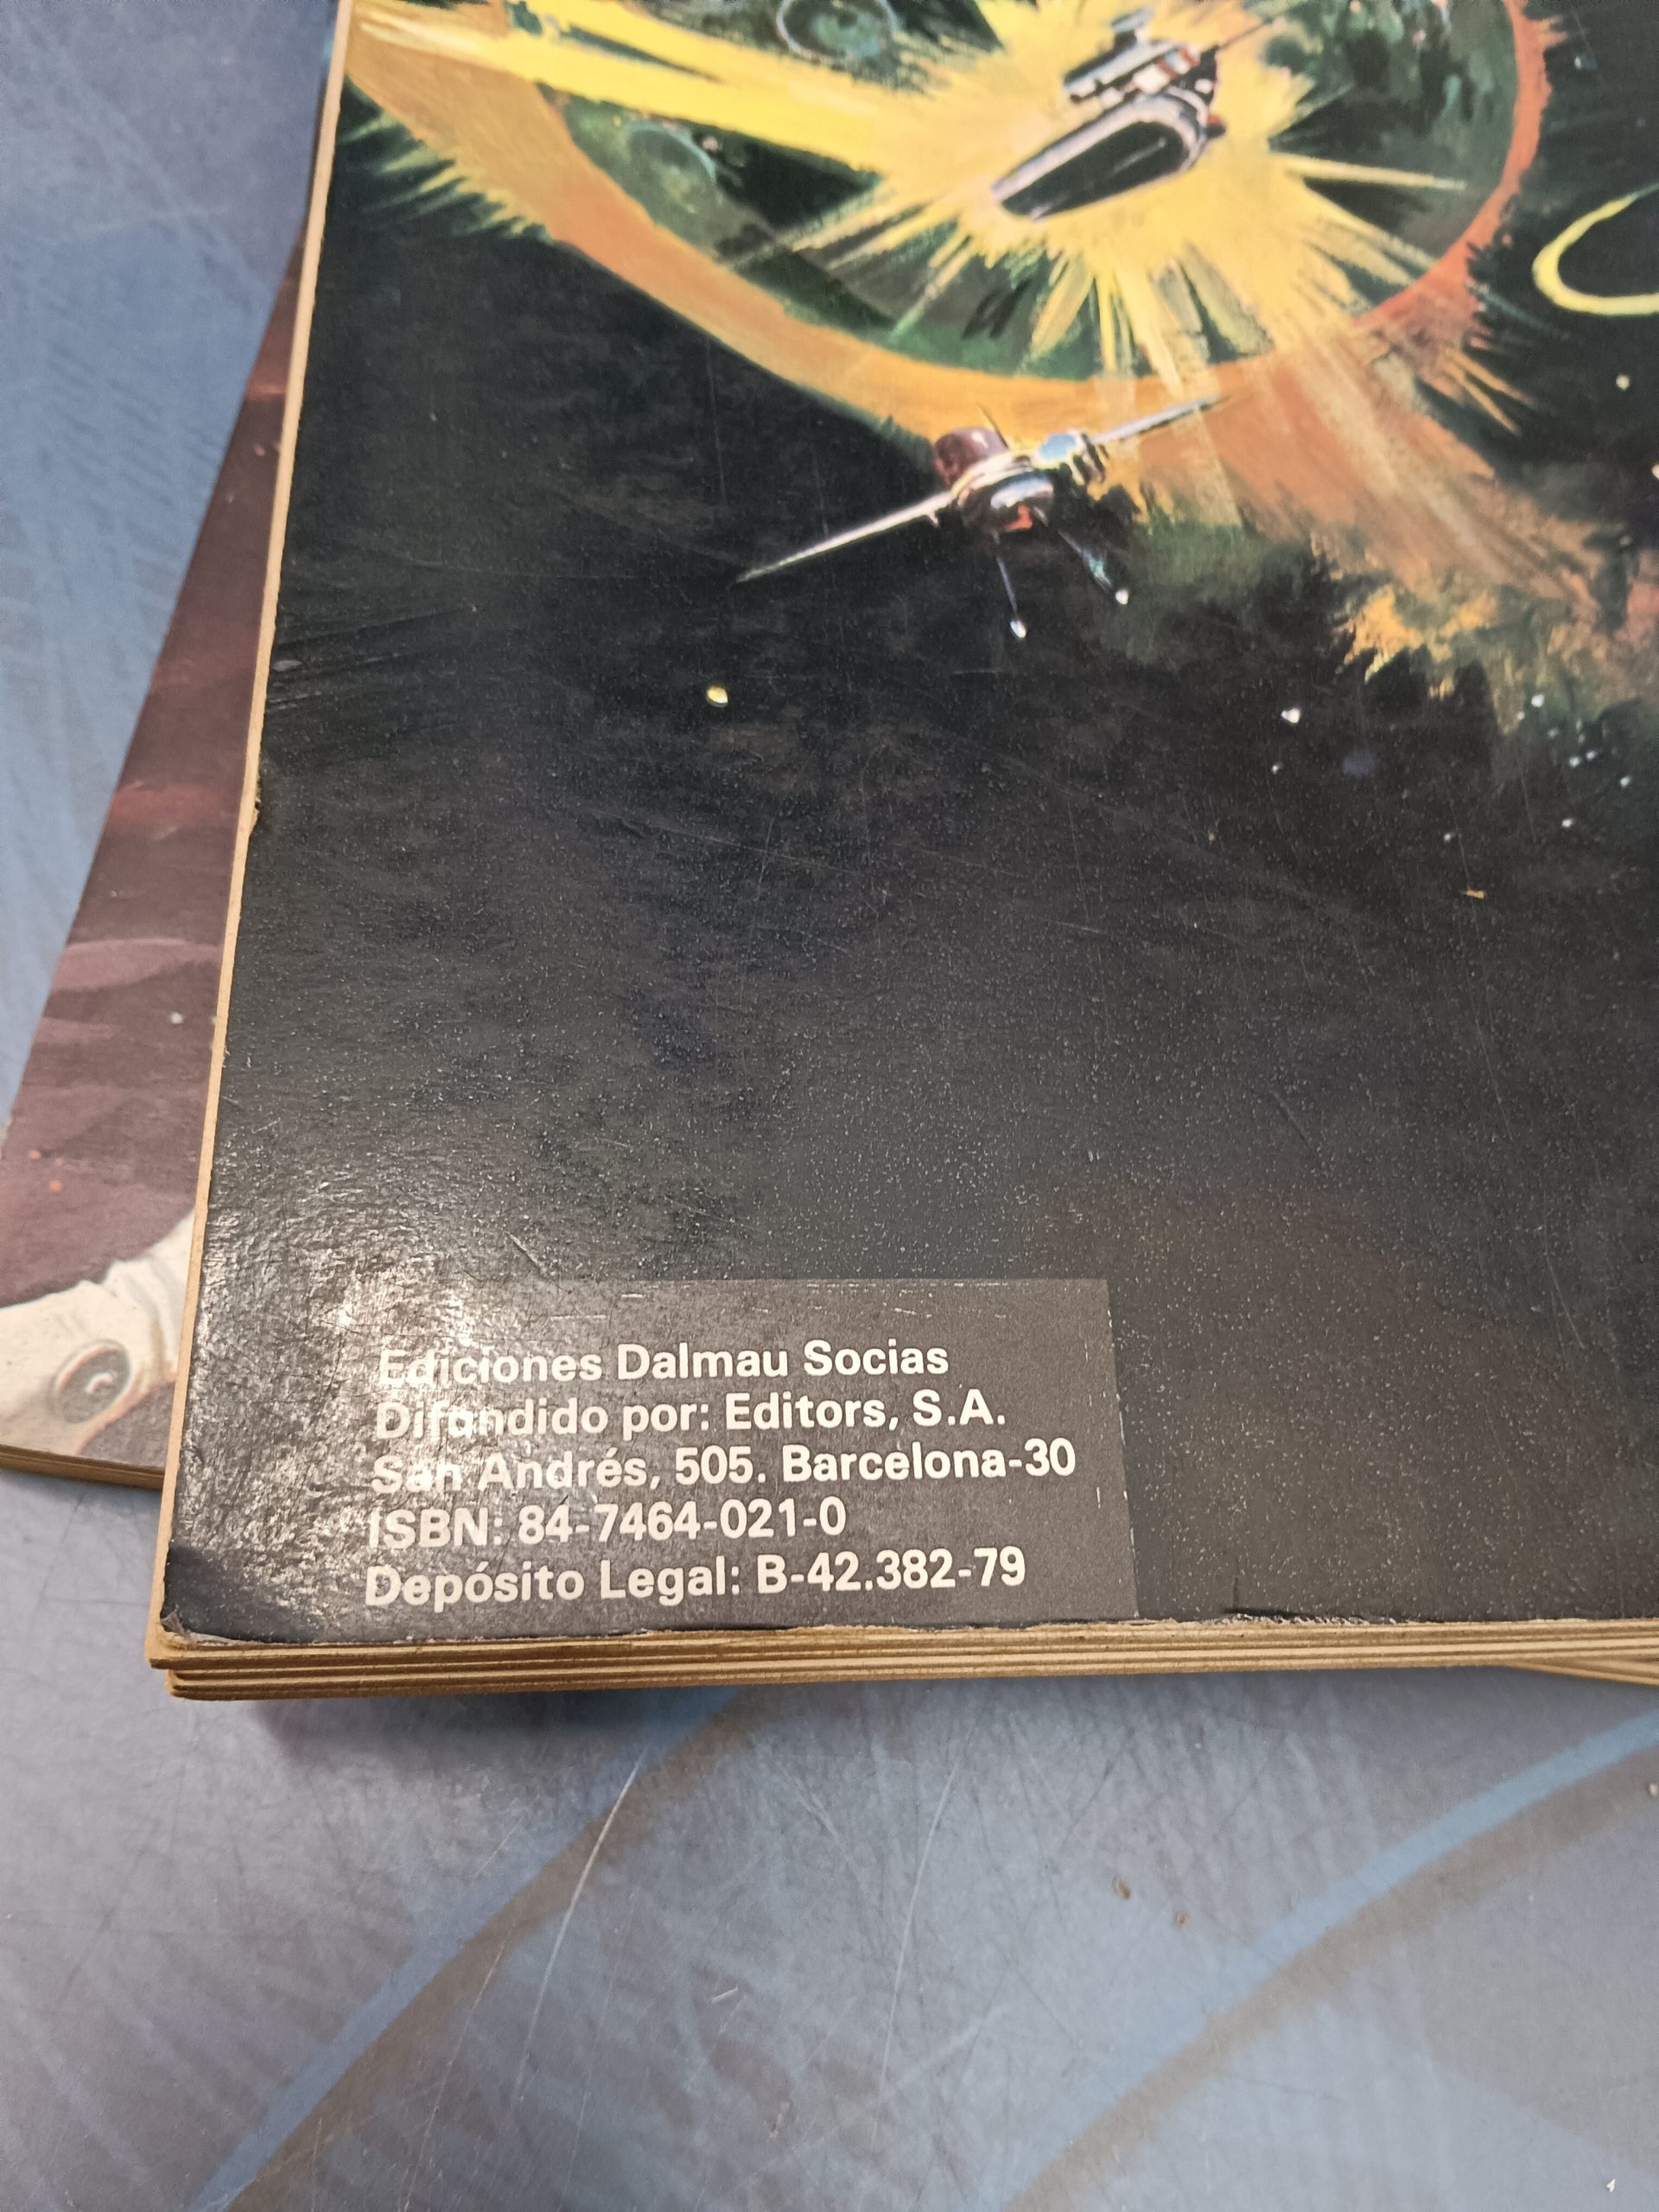 Ediciones Dalmau Socias
Difundido por: Editors, S.A.
San Andrés, 505. Barcelona-30
ISBN: 84-7464-021-0
Depósito Legal: B-42.382-79